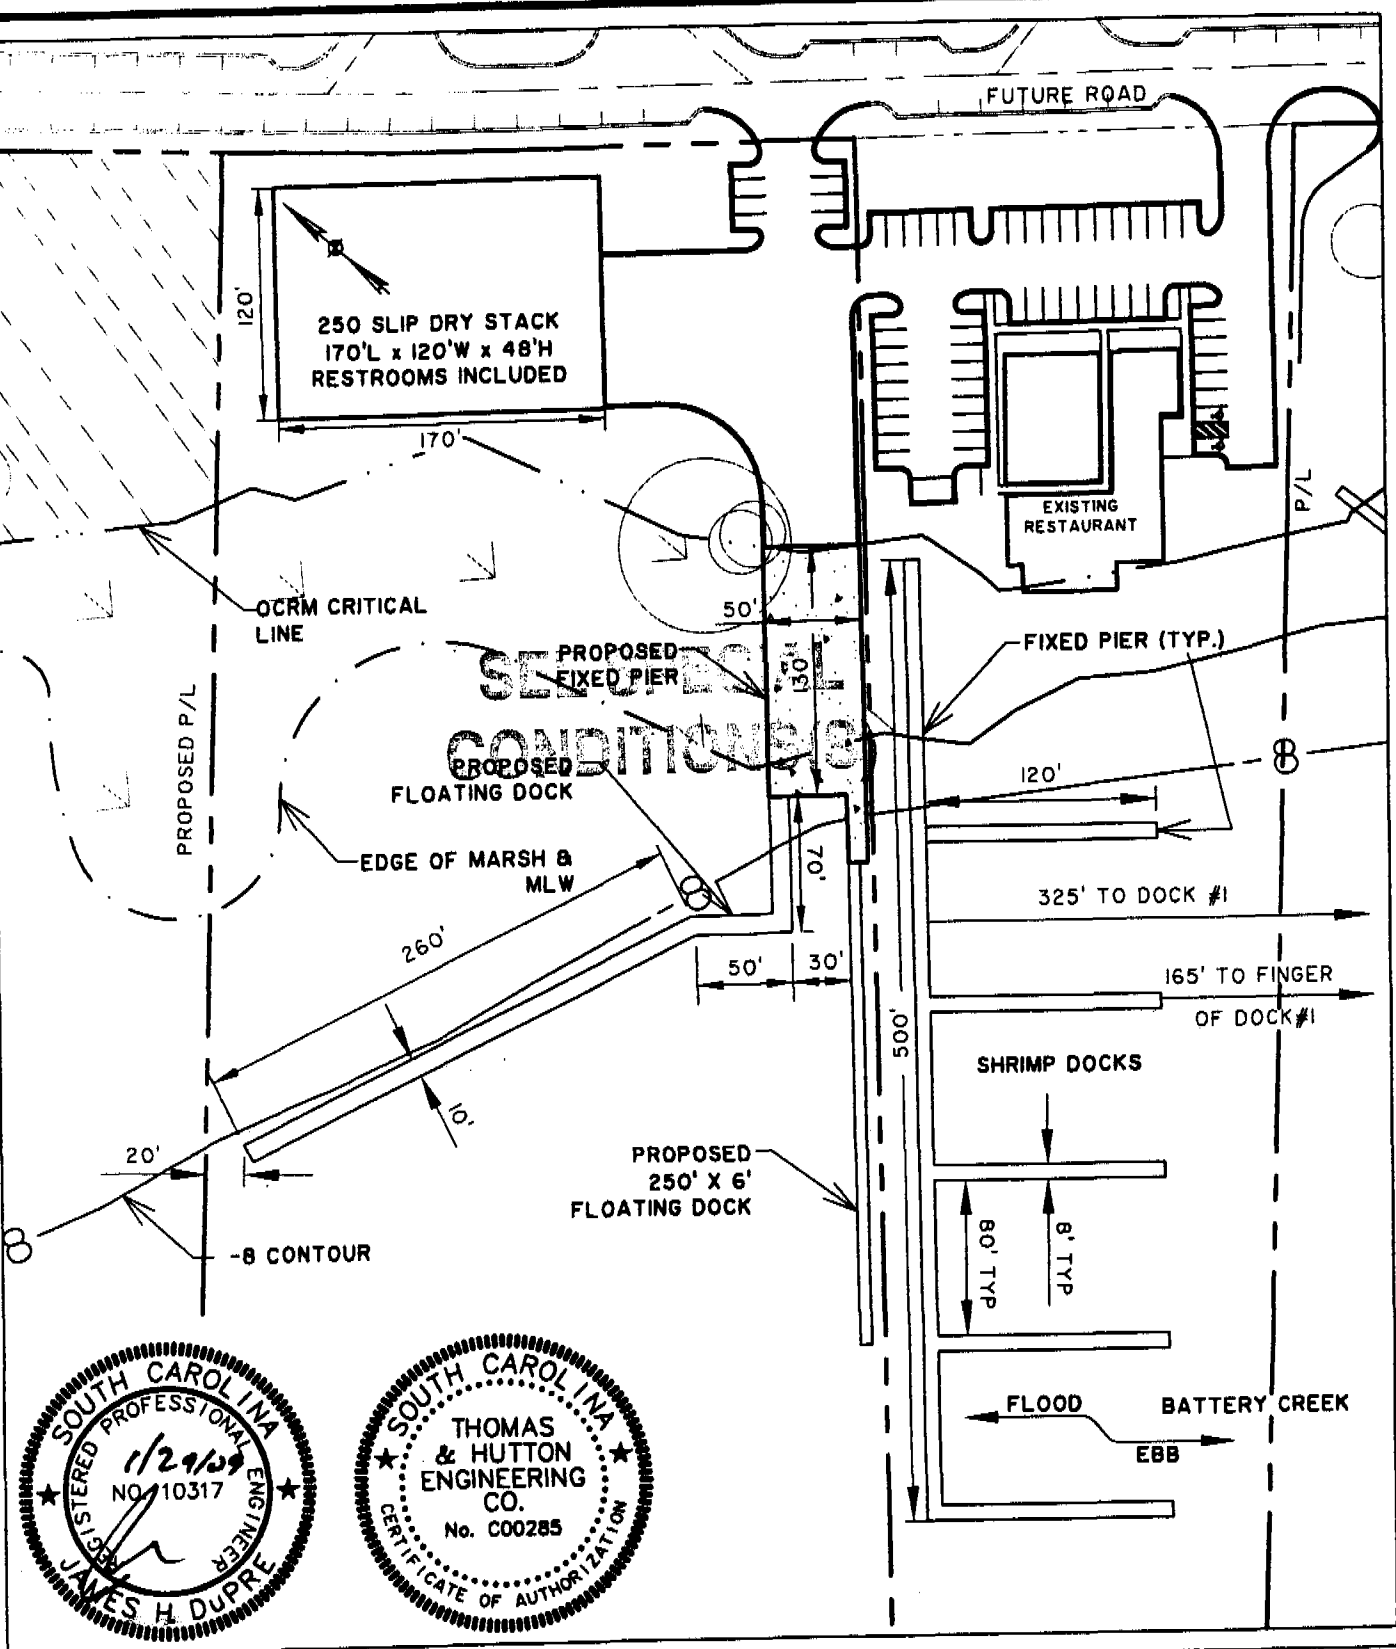 FUTURE ROAD
120'
250 SLIP DRY STACK
170'L x 120'W x 48'H
RESTROOMS INCLUDED
170'
P/L
EXISTING
RESTAURANT
OCRM CRITICAL
LINE
50'
130'
PROPOSED
FIXED PIER
FIXED PIER (TYP.)
SEE SPECIAL
CONDITIONS
PROPOSED P/L
PROPOSED
FLOATING DOCK
120'
8
EDGE OF MARSH &
MLW
70'
8
325' TO DOCK #1
260'
50'
30'
165' TO FINGER
OF DOCK #1
500'
SHRIMP DOCKS
10'
20'
PROPOSED
250' X 6'
FLOATING DOCK
80' TYP
8' TYP
8
-8 CONTOUR
FLOOD
BATTERY CREEK
EBB
SOUTH CAROLINA
REGISTERED PROFESSIONAL ENGINEER
1/29/09
NO. 10317
JAMES H. DuPRE
SOUTH CAROLINA
THOMAS
& HUTTON
ENGINEERING
CO.
No. C00285
CERTIFICATE OF AUTHORIZATION